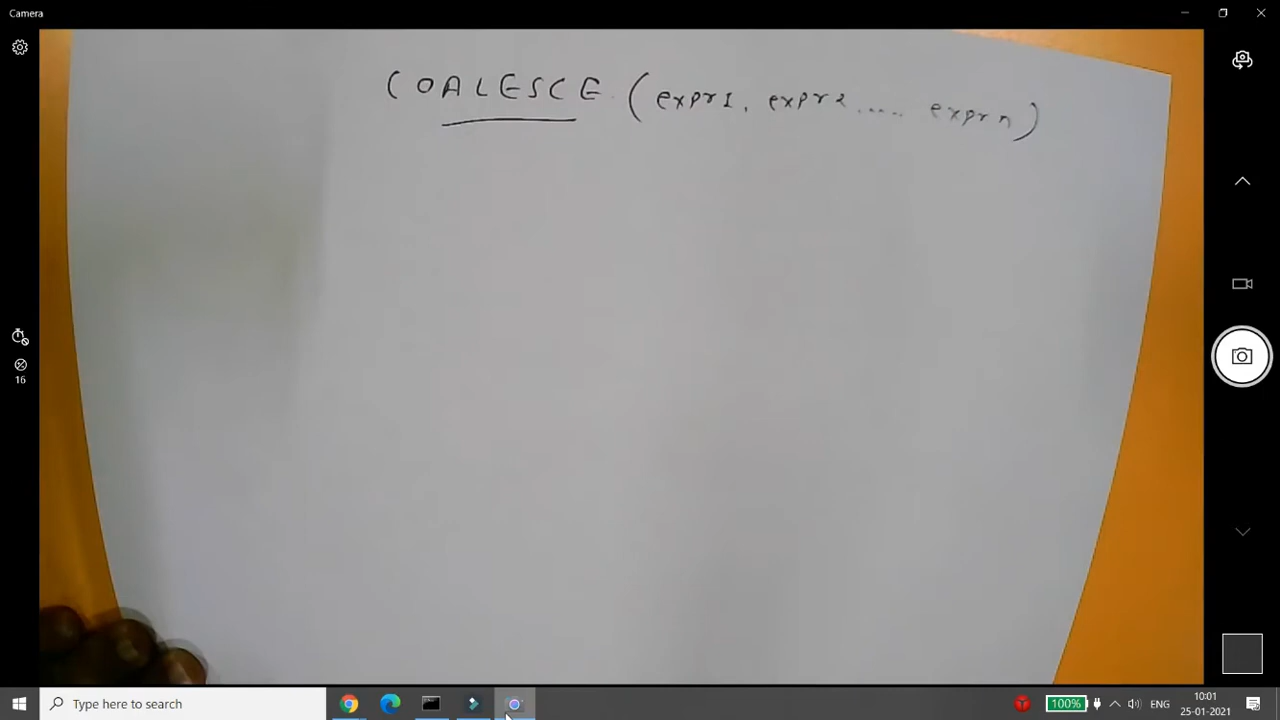 Camera
COALESCE (expr1, expr2 ..... exprn)
16
Type here to search
100%
ENG
10:01
25-01-2021